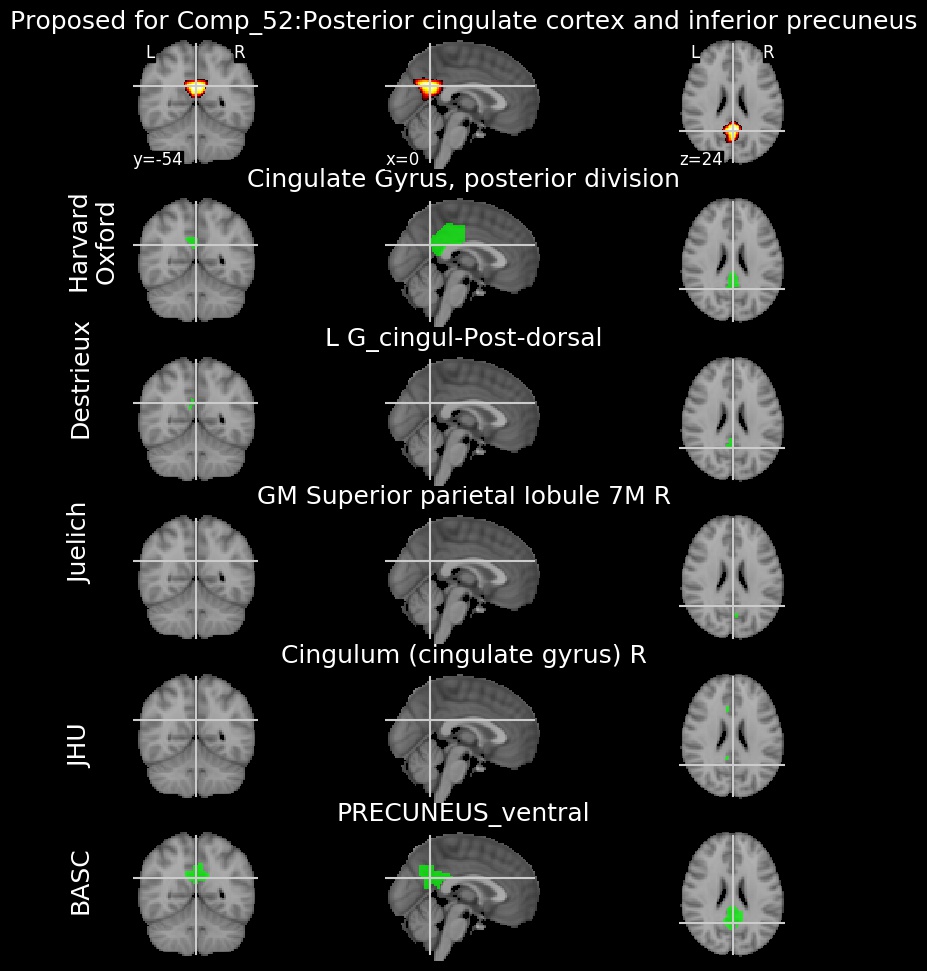 Proposed for Comp_52:Posterior cingulate cortex and inferior precuneus
L R L R
y=-54 x=0 z=24
Cingulate Gyrus, posterior division
Harvard
Oxford
L G_cingul-Post-dorsal
Destrieux
GM Superior parietal lobule 7M R
Juelich
Cingulum (cingulate gyrus) R
JHU
PRECUNEUS_ventral
BASC